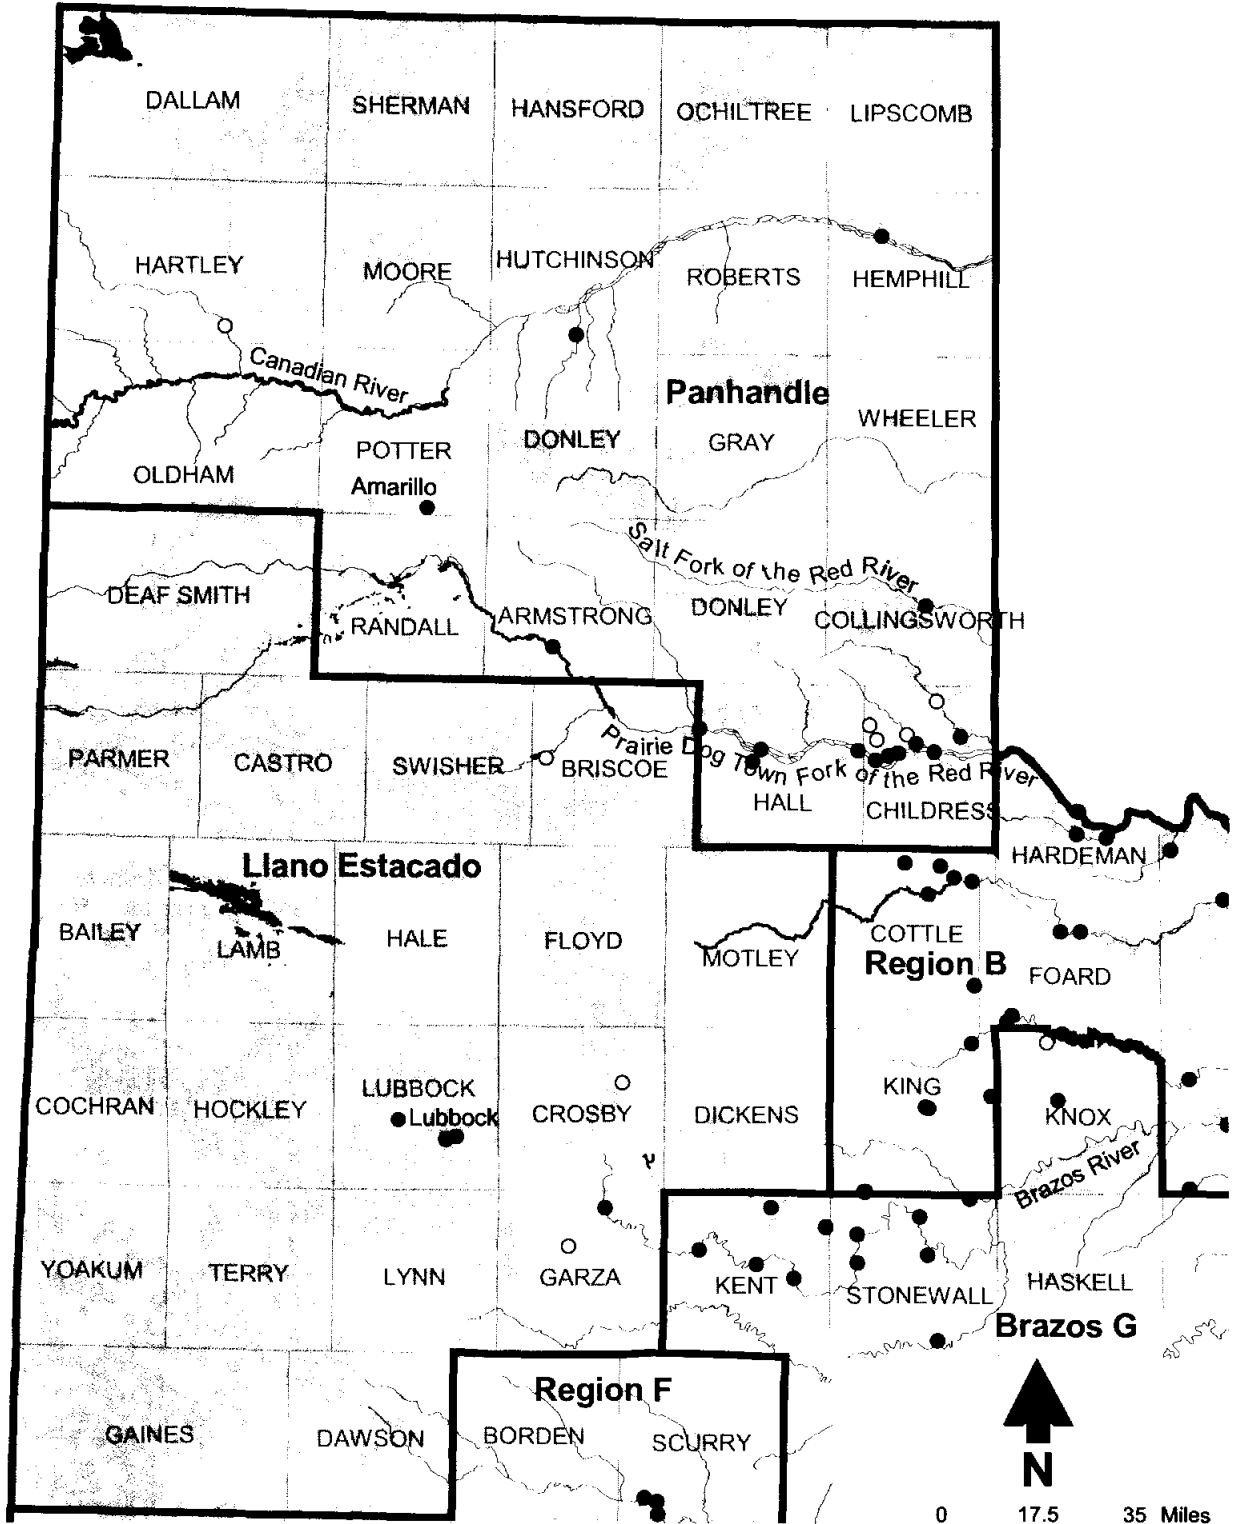 DALLAM
SHERMAN
HANSFORD
OCHILTREE
LIPSCOMB
HARTLEY
MOORE
HUTCHINSON
ROBERTS
HEMPHILL
Canadian River
Panhandle
WHEELER
OLDHAM
POTTER
DONLEY
GRAY
Amarillo
Salt Fork of the Red River
DEAF SMITH
RANDALL
ARMSTRONG
DONLEY
COLLINGSWORTH
PARMER
CASTRO
SWISHER
BRISCOE
Prairie Dog Town Fork of the Red River
HALL
CHILDRESS
HARDEMAN
Llano Estacado
BAILEY
LAMB
HALE
FLOYD
MOTLEY
COTTLE
Region B
FOARD
COCHRAN
HOCKLEY
LUBBOCK
Lubbock
CROSBY
DICKENS
KING
KNOX
Brazos River
YOAKUM
TERRY
LYNN
GARZA
KENT
STONEWALL
HASKELL
Brazos G
Region F
GAINES
DAWSON
BORDEN
SCURRY
N
0 17.5 35 Miles